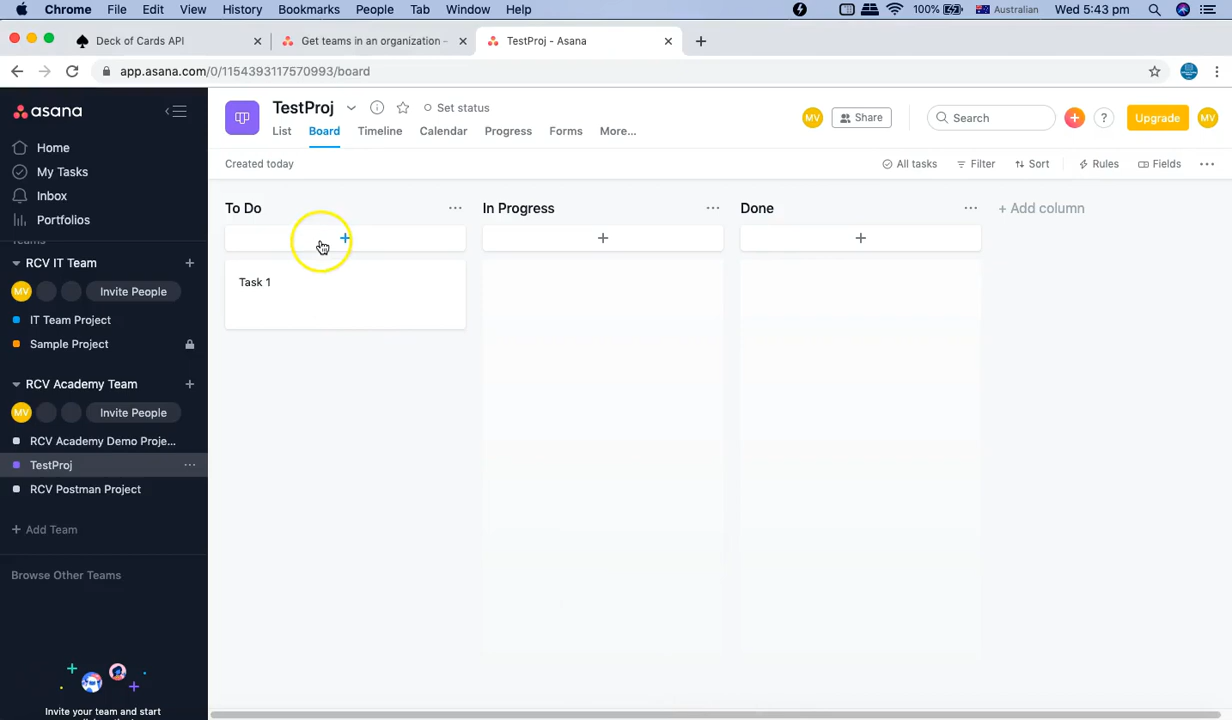 Chrome File Edit View History Bookmarks People Tab Window Help 100% Australian Wed 5:43 pm
Deck of Cards API Get teams in an organization – TestProj - Asana
app.asana.com/0/1154393117570993/board
asana
Home
My Tasks
Inbox
Portfolios
Teams
RCV IT Team
MV Invite People
IT Team Project
Sample Project
RCV Academy Team
MV Invite People
RCV Academy Demo Proje...
TestProj
RCV Postman Project
+ Add Team
Browse Other Teams
Invite your team and start
TestProj Set status
List Board Timeline Calendar Progress Forms More...
MV Share Search ? Upgrade MV
Created today
All tasks Filter Sort Rules Fields
To Do In Progress Done + Add column
Task 1